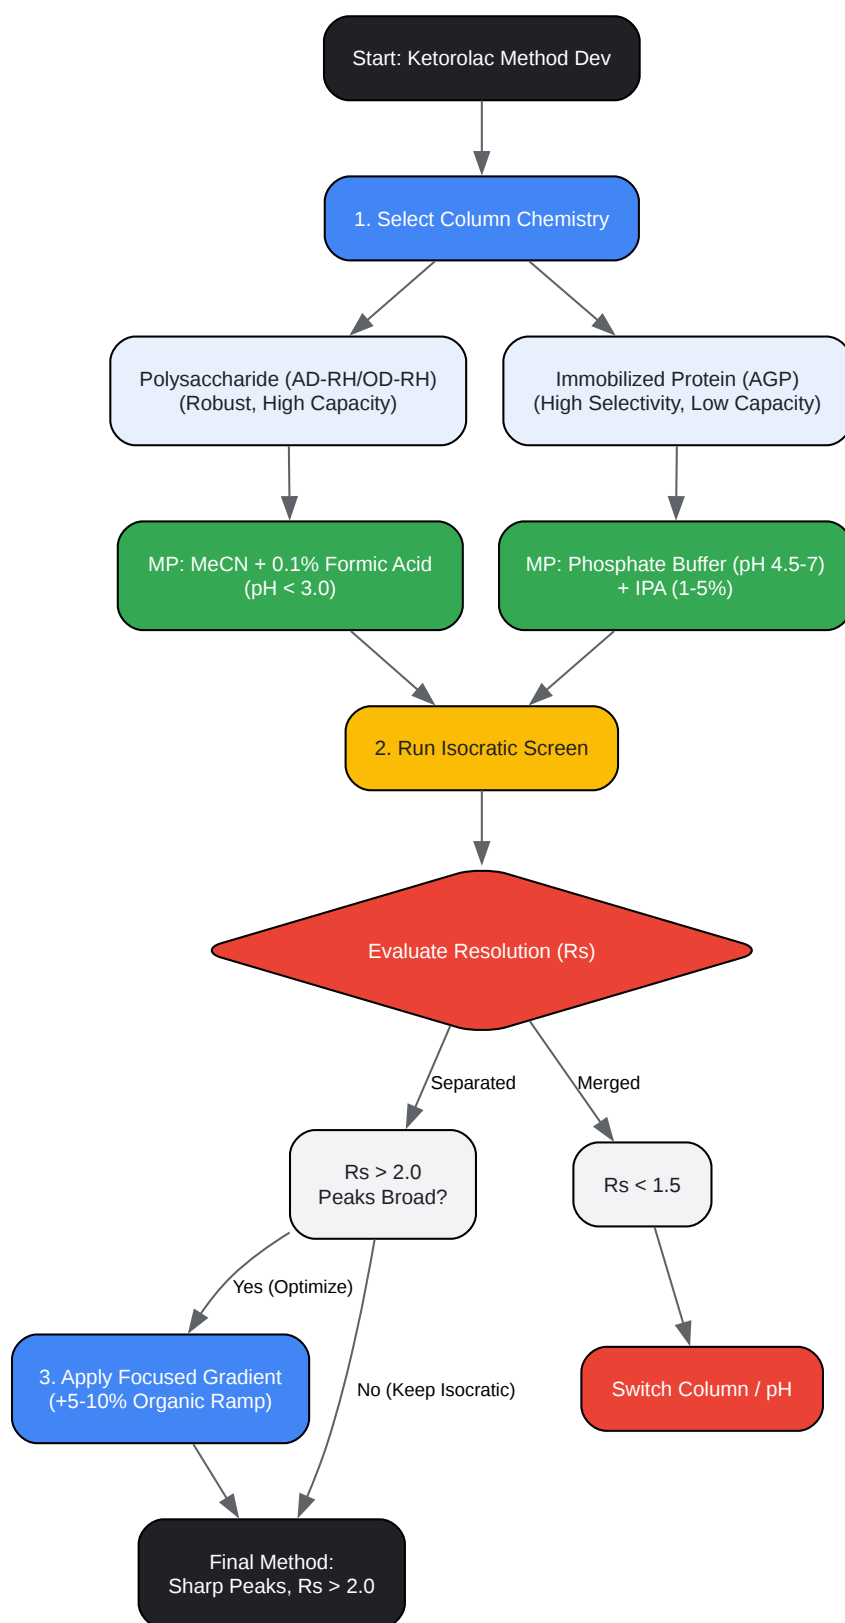 Start: Ketorolac Method Dev
1. Select Column Chemistry
Polysaccharide (AD-RH/OD-RH)
(Robust, High Capacity)
Immobilized Protein (AGP)
(High Selectivity, Low Capacity)
MP: MeCN + 0.1% Formic Acid
(pH < 3.0)
MP: Phosphate Buffer (pH 4.5-7)
+ IPA (1-5%)
2. Run Isocratic Screen
Evaluate Resolution (Rs)
Separated
Merged
Rs > 2.0
Peaks Broad?
Rs < 1.5
Yes (Optimize)
3. Apply Focused Gradient
(+5-10% Organic Ramp)
No (Keep Isocratic)
Switch Column / pH
Final Method:
Sharp Peaks, Rs > 2.0